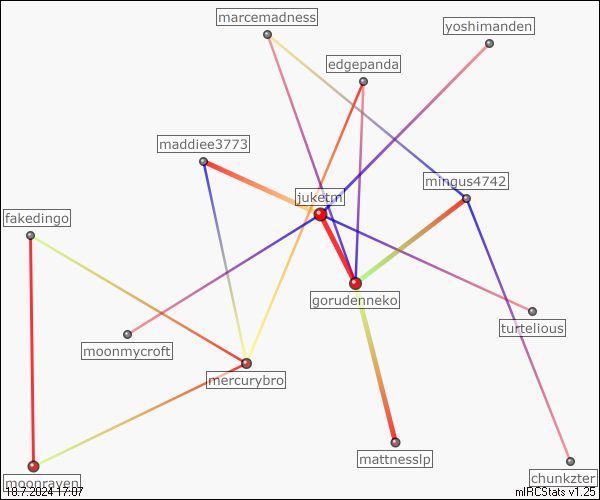 marcemadness
yoshimanden
edgepanda
maddiee3773
mingus4742
juketm
fakedingo
gorudenneko
turtelious
moonmycroft
mercurybro
mattnesslp
chunkzter
moonraven
18.7.2024 17:07
mIRCStats v1.25